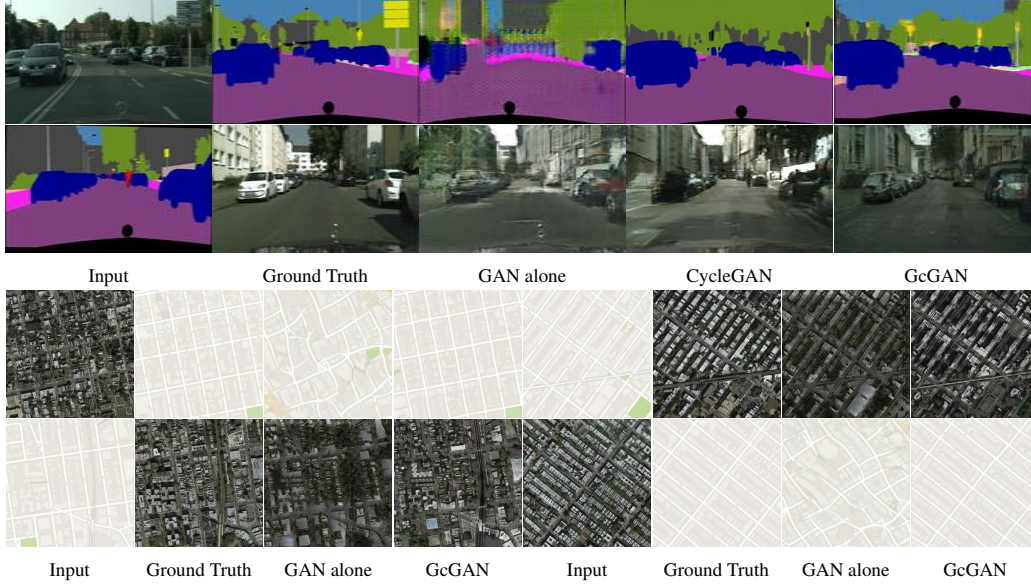 Input Ground Truth GAN alone CycleGAN GcGAN
Input Ground Truth GAN alone GcGAN Input Ground Truth GAN alone GcGAN